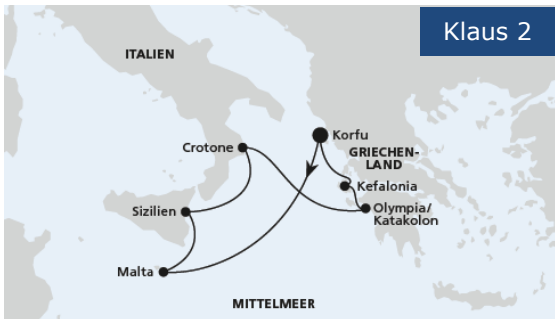 Klaus 2
ITALIEN
Korfu
Crotone
GRIECHEN-
LAND
Kefalonia
Sizilien
Olympia/
Katakolon
Malta
MITTELMEER